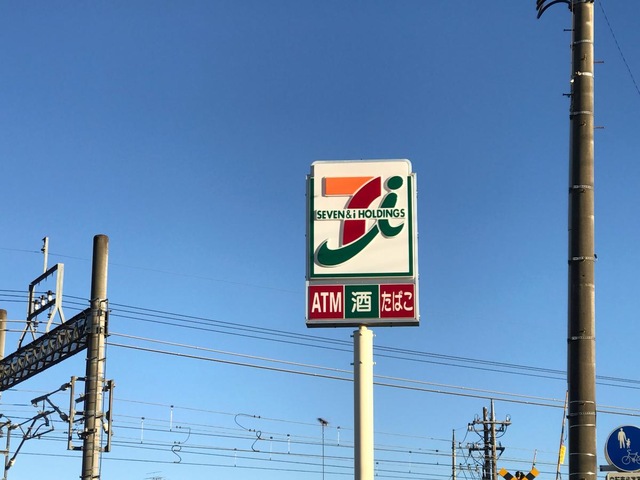 SEVEN&i HOLDINGS
ATM 酒 たばこ